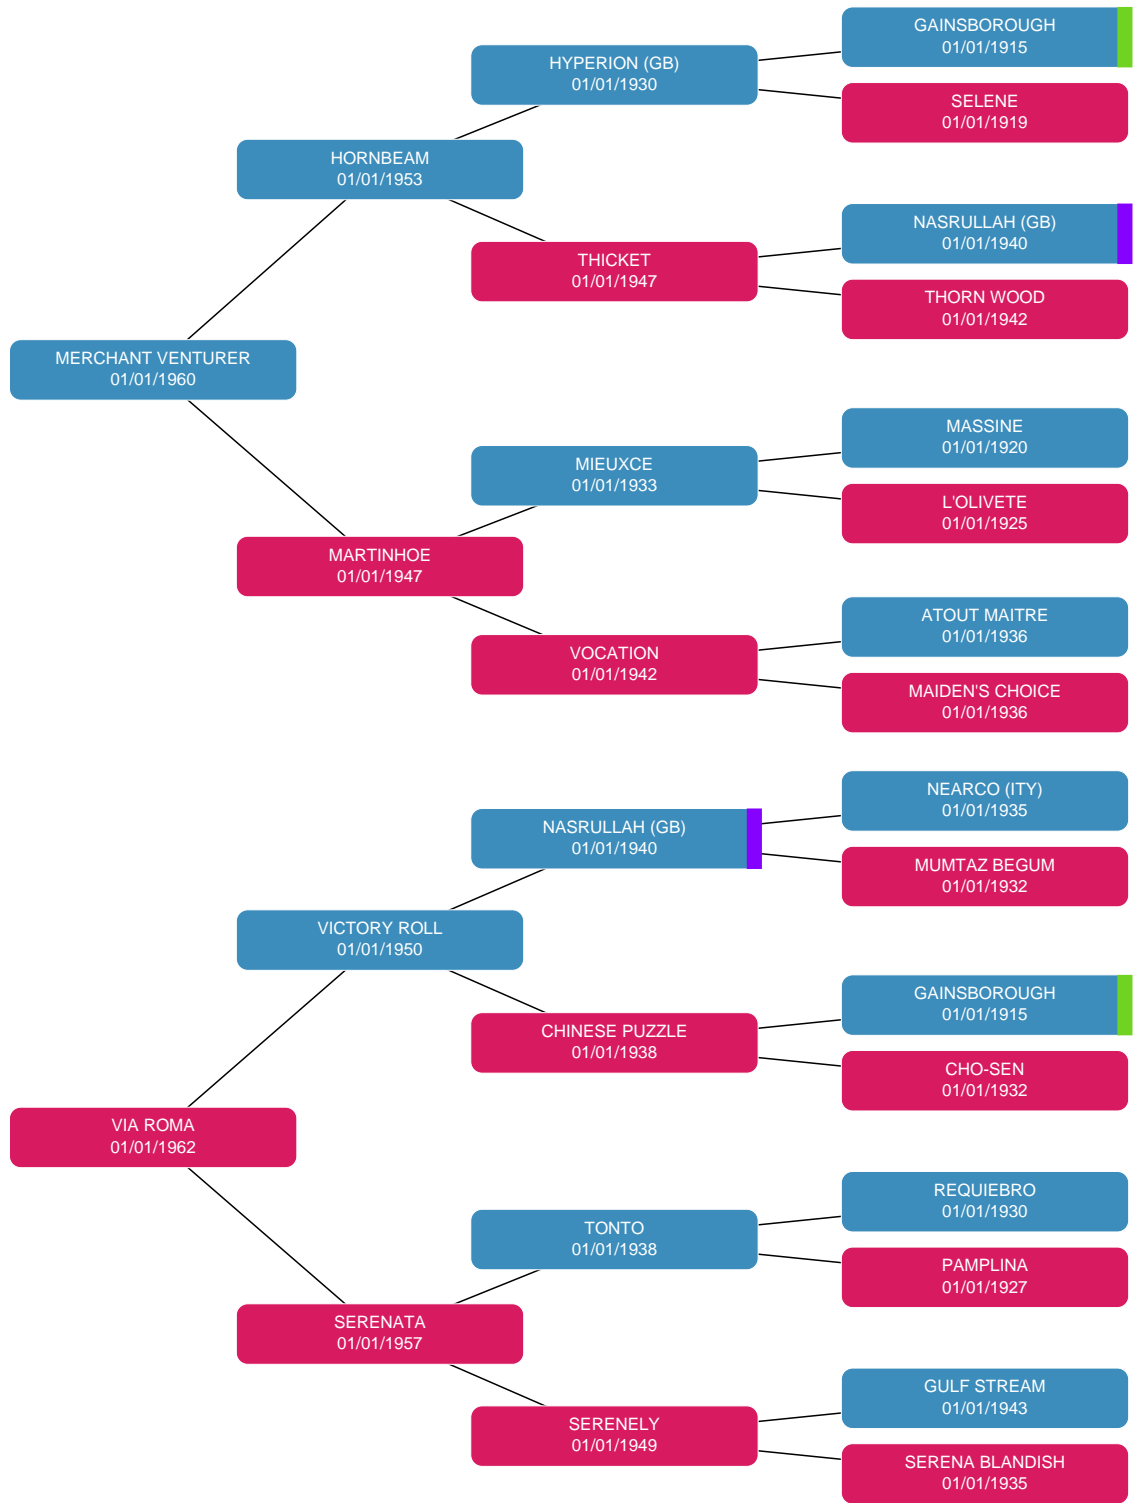 GAINSBOROUGH
01/01/1915
HYPERION (GB)
01/01/1930
SELENE
01/01/1919
HORNBEAM
01/01/1953
NASRULLAH (GB)
01/01/1940
THICKET
01/01/1947
THORN WOOD
01/01/1942
MERCHANT VENTURER
01/01/1960
MASSINE
01/01/1920
MIEUXCE
01/01/1933
L'OLIVETE
01/01/1925
MARTINHOE
01/01/1947
ATOUT MAITRE
01/01/1936
VOCATION
01/01/1942
MAIDEN'S CHOICE
01/01/1936
NEARCO (ITY)
01/01/1935
NASRULLAH (GB)
01/01/1940
MUMTAZ BEGUM
01/01/1932
VICTORY ROLL
01/01/1950
GAINSBOROUGH
01/01/1915
CHINESE PUZZLE
01/01/1938
CHO-SEN
01/01/1932
VIA ROMA
01/01/1962
REQUIEBRO
01/01/1930
TONTO
01/01/1938
PAMPLINA
01/01/1927
SERENATA
01/01/1957
GULF STREAM
01/01/1943
SERENELY
01/01/1949
SERENA BLANDISH
01/01/1935